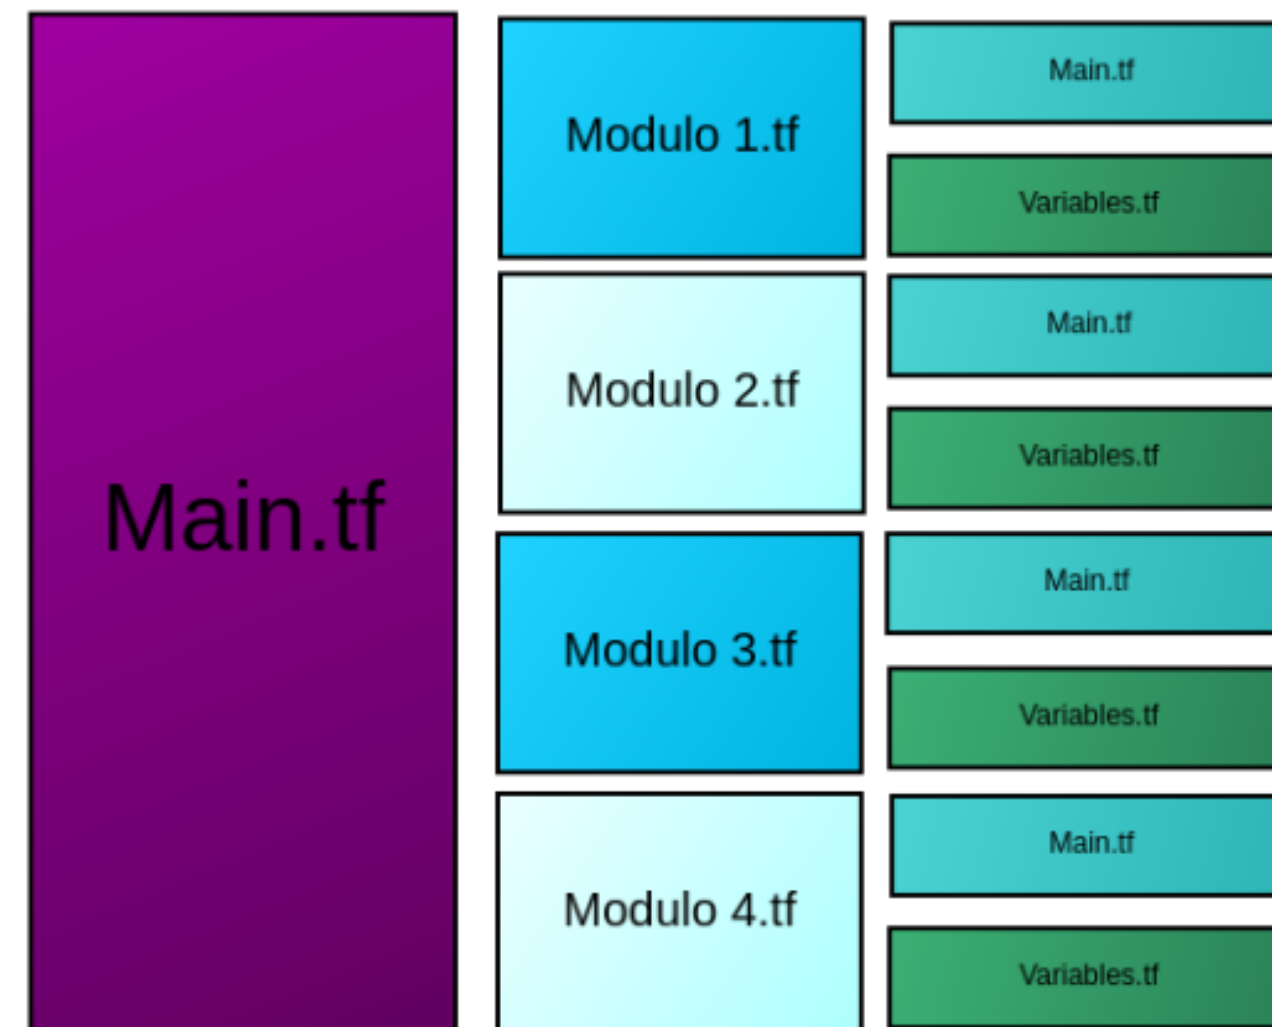 Main.tf
Modulo 1.tf
Main.tf
Variables.tf
Modulo 2.tf
Main.tf
Variables.tf
Modulo 3.tf
Main.tf
Variables.tf
Modulo 4.tf
Main.tf
Variables.tf